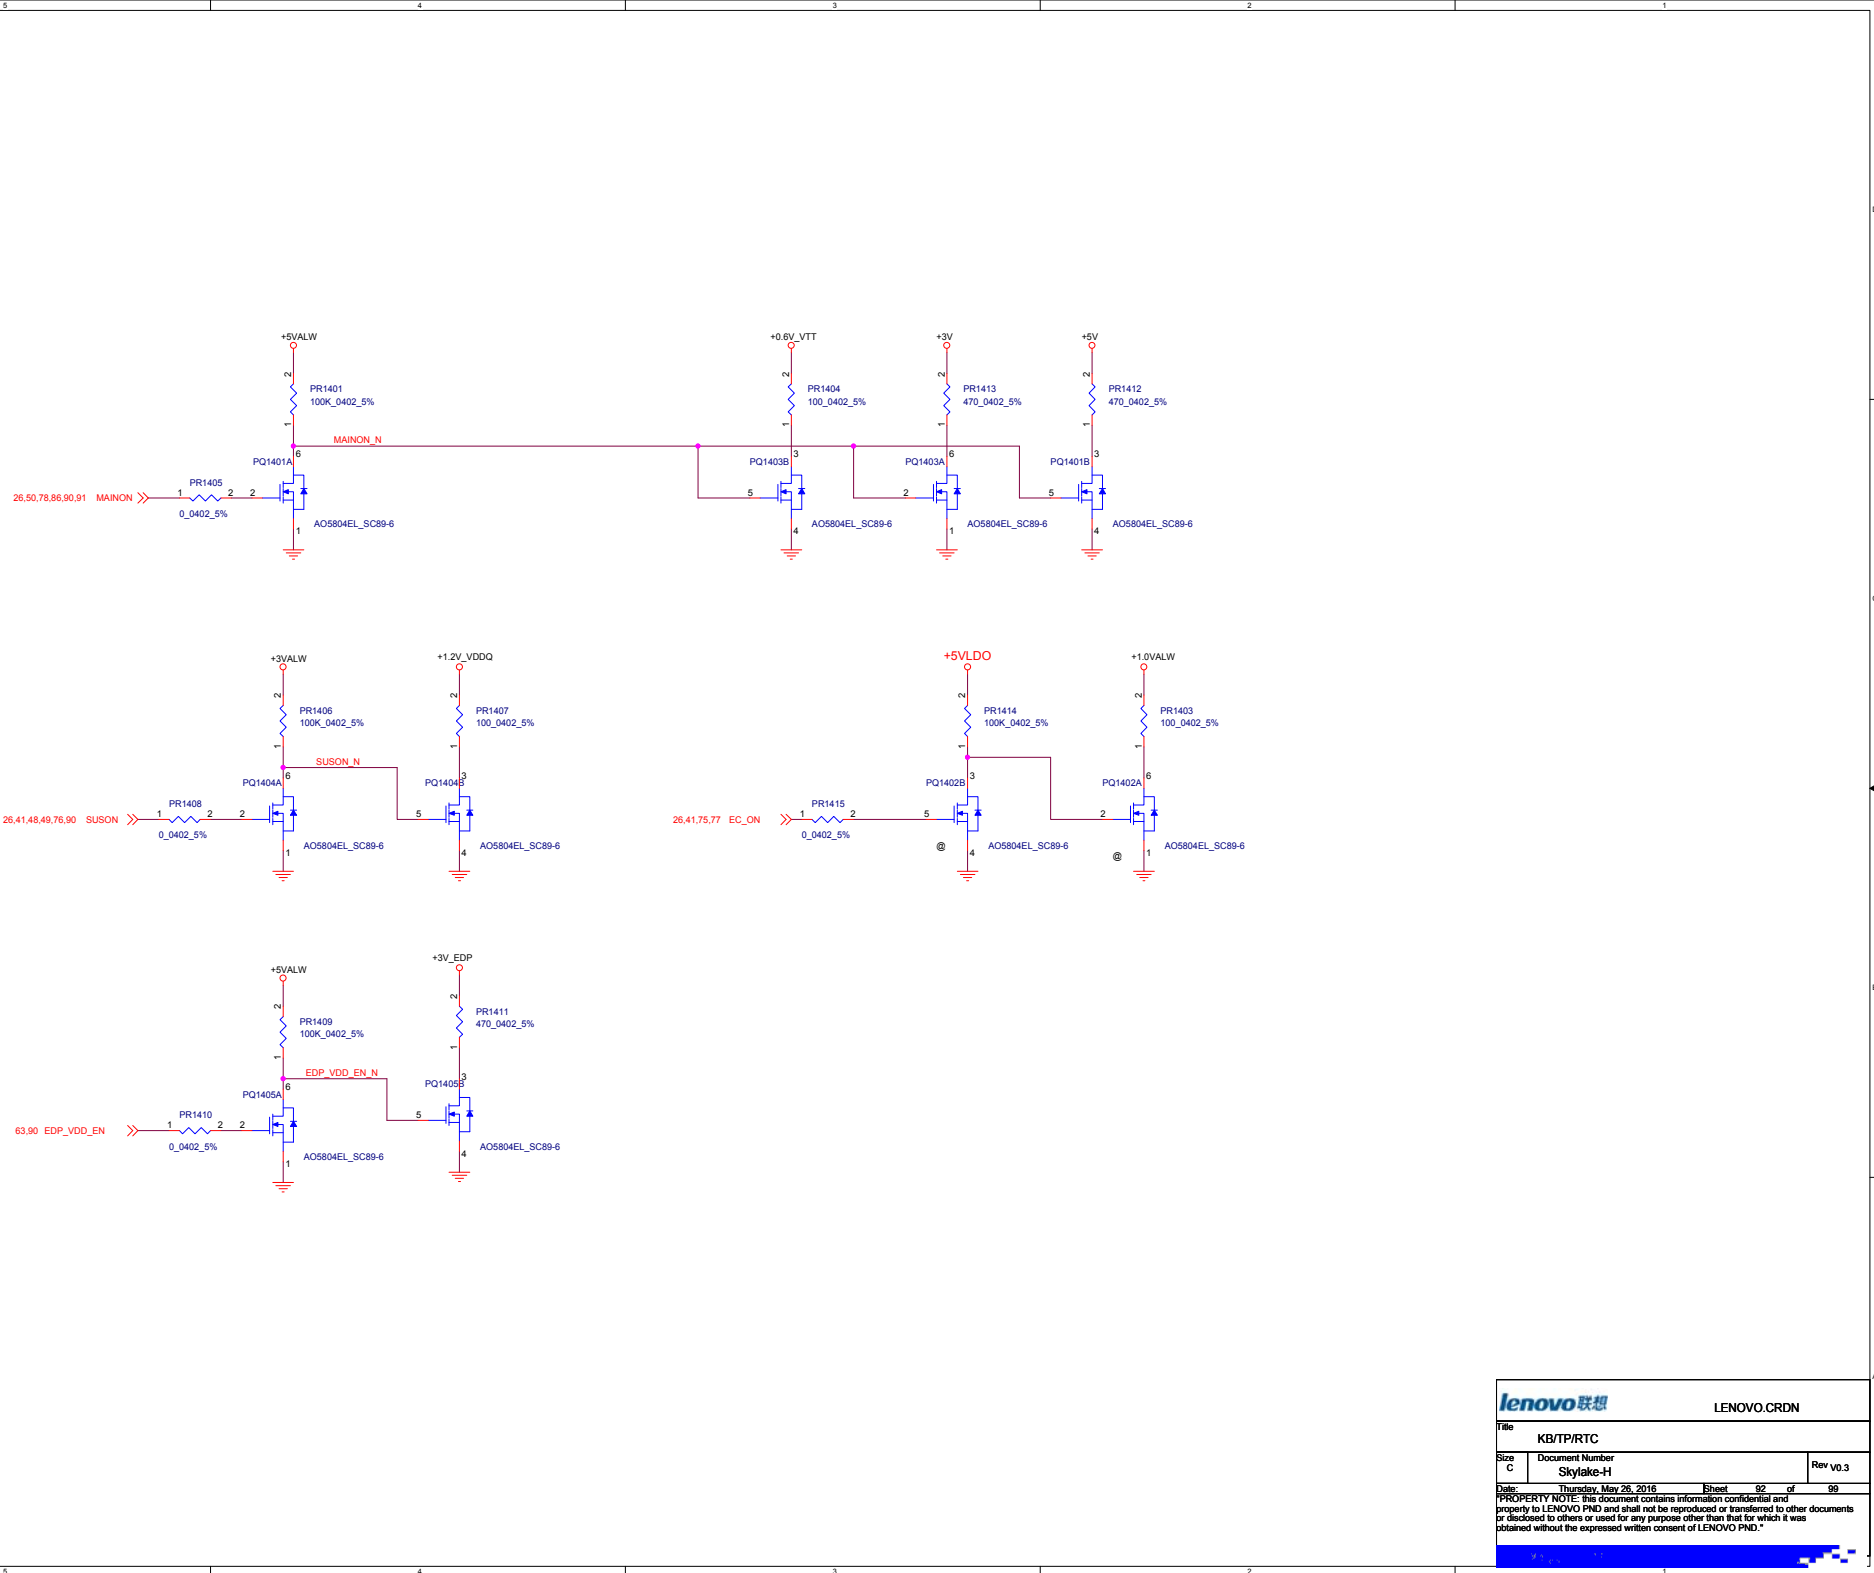 5 4 3 2 1
+5VALW
2
PR1401
100K_0402_5%
1
MAINON_N
6
PQ1401A
26,50,78,86,90,91 MAINON
1
PR1405
2
0_0402_5%
2
AO5804EL_SC89-6
1
+0.6V_VTT
2
PR1404
100_0402_5%
1
3
PQ1403B
5
AO5804EL_SC89-6
4
+3V
2
PR1413
470_0402_5%
1
6
PQ1403A
2
AO5804EL_SC89-6
1
+5V
2
PR1412
470_0402_5%
1
3
PQ1401B
5
AO5804EL_SC89-6
4
+3VALW
2
PR1406
100K_0402_5%
1
SUSON_N
6
PQ1404A
26,41,48,49,76,90 SUSON
1
PR1408
2
0_0402_5%
2
AO5804EL_SC89-6
1
+1.2V_VDDQ
2
PR1407
100_0402_5%
1
3
PQ1404B
5
AO5804EL_SC89-6
4
+5VLDO
2
PR1414
100K_0402_5%
1
3
PQ1402B
26,41,75,77 EC_ON
1
PR1415
2
0_0402_5%
5
@
AO5804EL_SC89-6
4
+1.0VALW
2
PR1403
100_0402_5%
1
6
PQ1402A
2
@
AO5804EL_SC89-6
1
+5VALW
2
PR1409
100K_0402_5%
1
EDP_VDD_EN_N
6
PQ1405A
63,90 EDP_VDD_EN
1
PR1410
2
0_0402_5%
2
AO5804EL_SC89-6
1
+3V_EDP
2
PR1411
470_0402_5%
1
3
PQ1405B
5
AO5804EL_SC89-6
4
lenovo联想
LENOVO.CRDN
Title
KB/TP/RTC
Size
C
Document Number
Skylake-H
Rev V0.3
Date: Thursday, May 26, 2016 Sheet 92 of 99
"PROPERTY NOTE: this document contains information confidential and
property to LENOVO PND and shall not be reproduced or transferred to other documents
or disclosed to others or used for any purpose other than that for which it was
obtained without the expressed written consent of LENOVO PND."
5 4 3 2 1